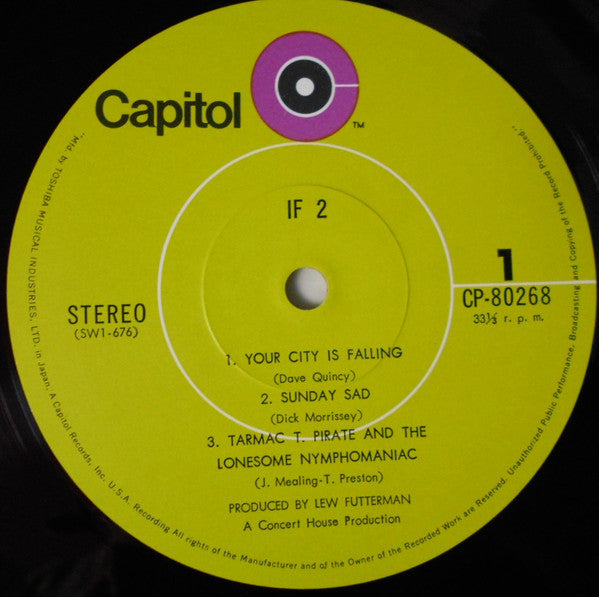 Capitol
TM
IF 2
1
STEREO
(SW1-676)
CP-80268
33⅓ r. p. m.
1. YOUR CITY IS FALLING
(Dave Quincy)
2. SUNDAY SAD
(Dick Morrissey)
3. TARMAC T. PIRATE AND THE
LONESOME NYMPHOMANIAC
(J. Mealing-T. Preston)
PRODUCED BY LEW FUTTERMAN
A Concert House Production
"Mfd. by TOSHIBA MUSICAL INDUSTRIES, LTD. in Japan, A Capitol Records, Inc. U.S.A. Recording All rights of the Manufacturer and of the Owner of the Recorded Work are Reserved. Unauthorized Public Performance, Broadcasting and Copying of the Record Prohibited."